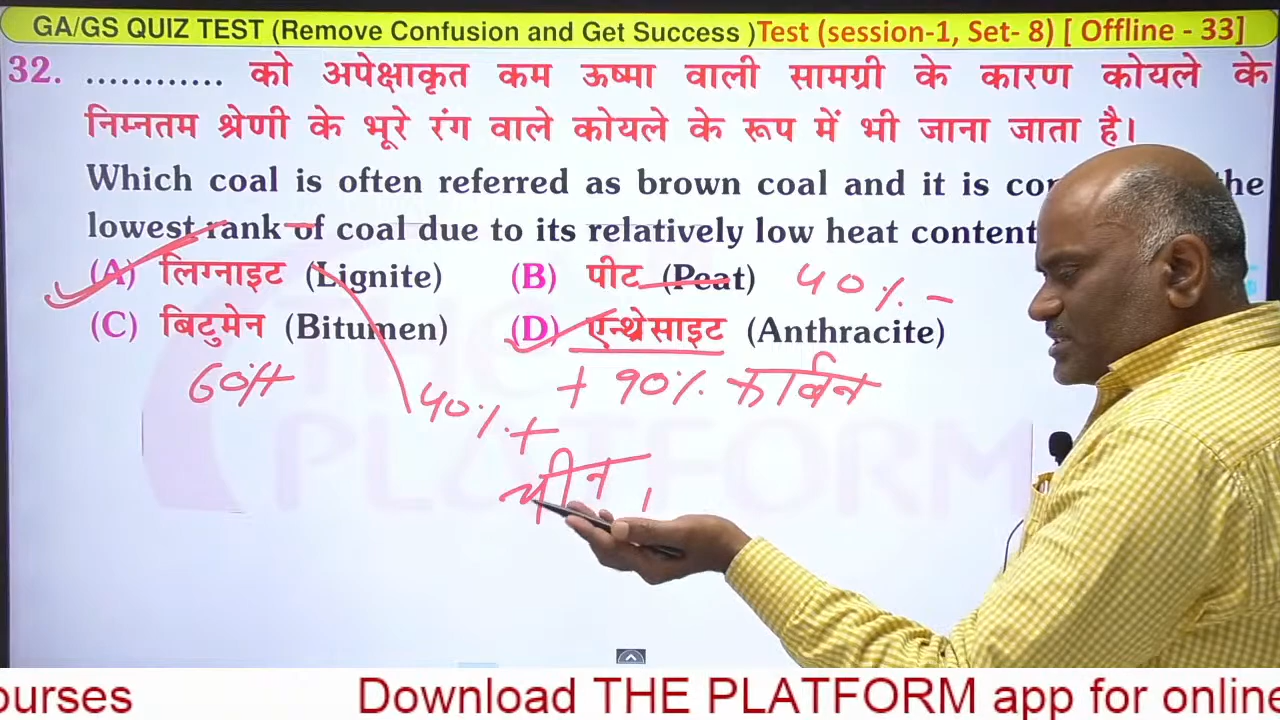 GA/GS QUIZ TEST (Remove Confusion and Get Success )Test (session-1, Set- 8) [ Offline - 33]
32. ............ को अपेक्षाकृत कम ऊष्मा वाली सामग्री के कारण कोयले के
निम्नतम श्रेणी के भूरे रंग वाले कोयले के रूप में भी जाना जाता है।
Which coal is often referred as brown coal and it is he
lowest rank of coal due to its relatively low heat content
(A) लिग्नाइट (Lignite) (B) पीट (Peat) 40% -
(C) बिटुमेन (Bitumen) (D) एन्थ्रेसाइट (Anthracite)
+ 90% कार्बन
40% +
चीन
THE PLATFORM
ourses Download THE PLATFORM app for online